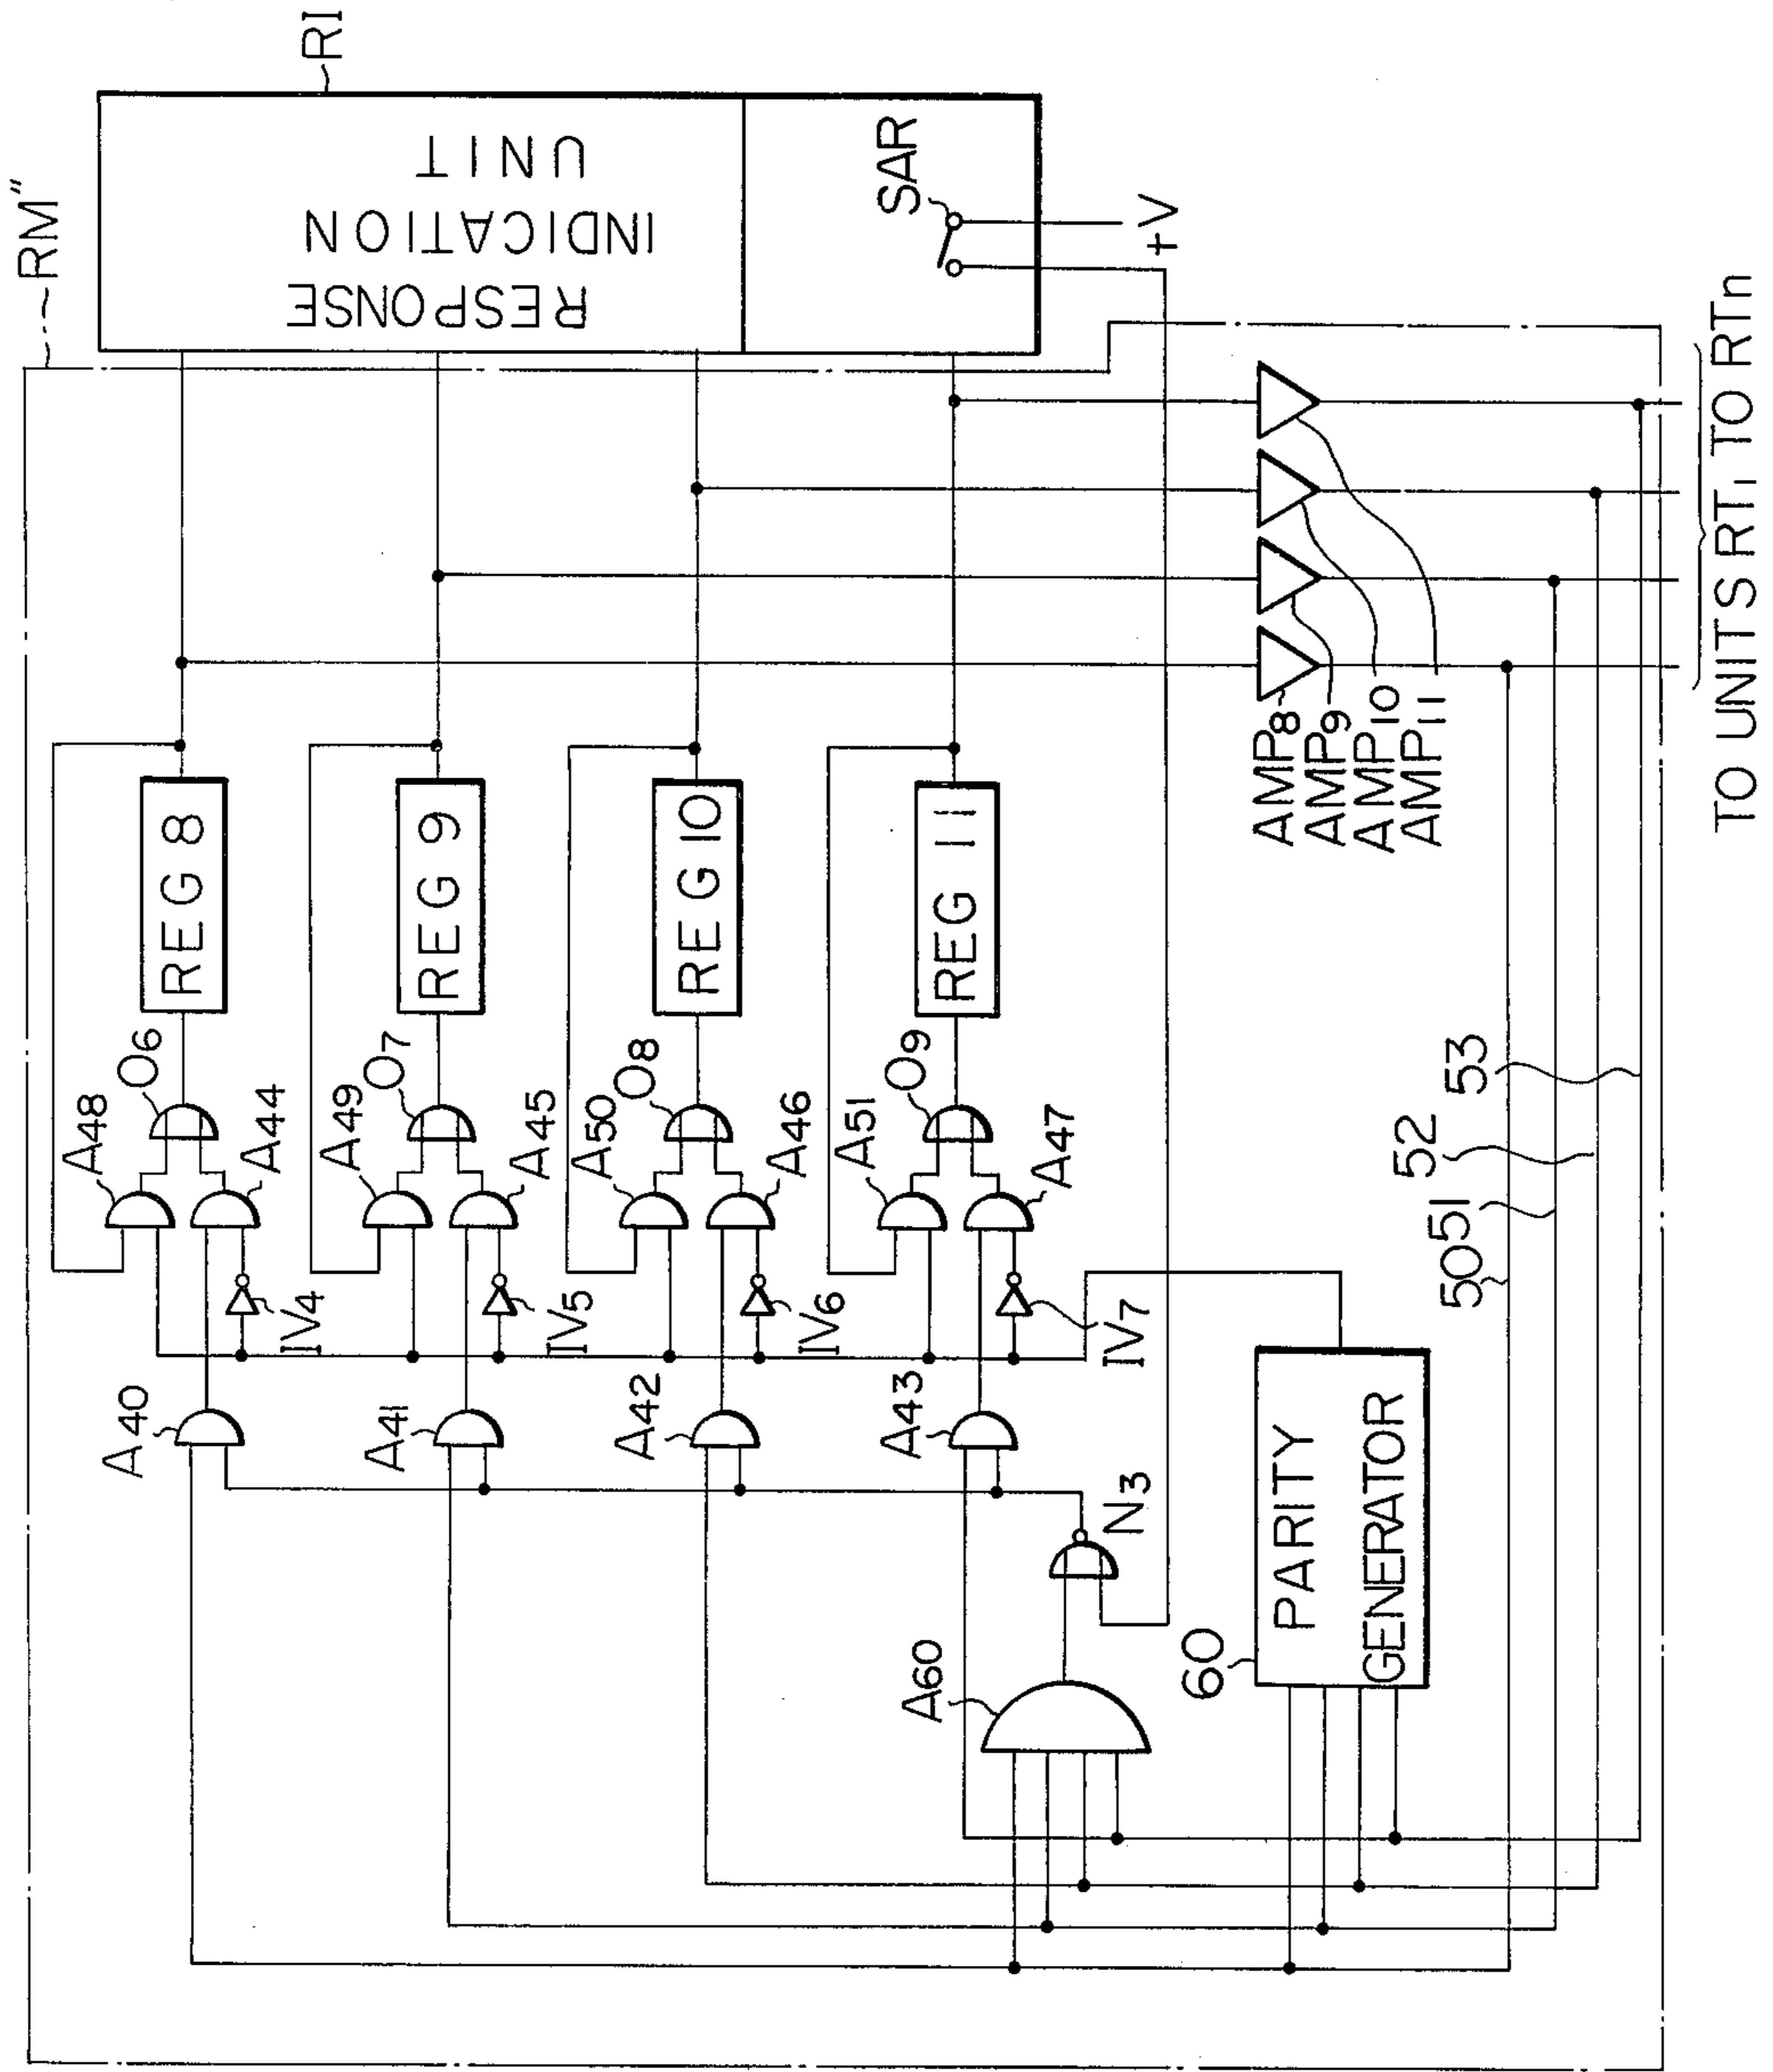 RM"
RI
RESPONSE
INDICATION
UNIT
SAR
+V
REG 8
REG 9
REG 10
REG 11
O6
O7
O8
O9
A48
A44
A49
A45
A50
A46
A51
A47
IV4
IV5
IV6
IV7
A40
A41
A42
A43
N3
A60
60
PARITY
GENERATOR
AMP8
AMP9
AMP10
AMP11
50
51
52
53
TO UNITS RT1 TO RTn